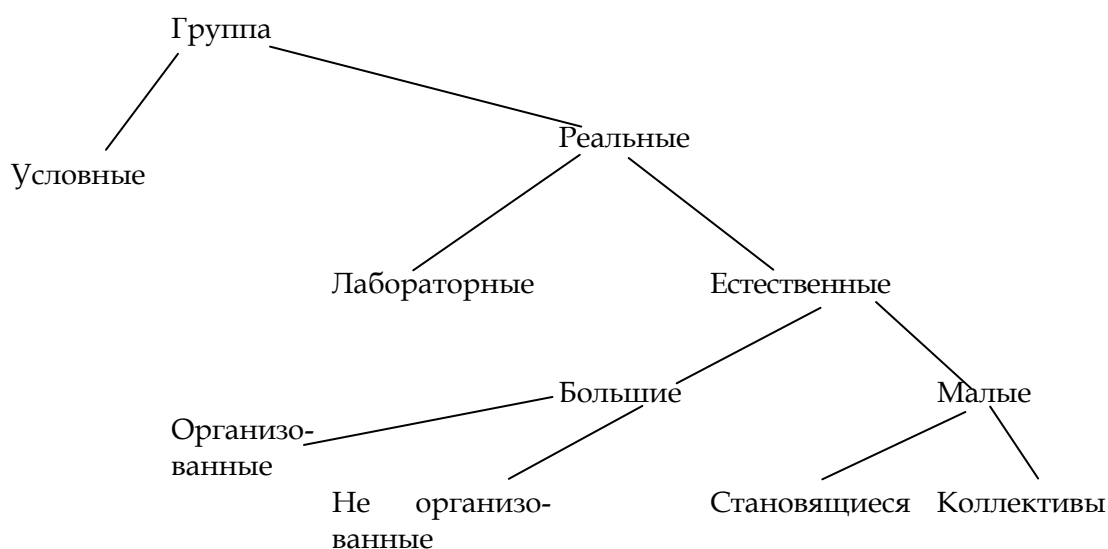 Группа
Реальные
Условные
Лабораторные
Естественные
Большие
Малые
Организо-
ванные
Не организо-
ванные
Становящиеся
Коллективы